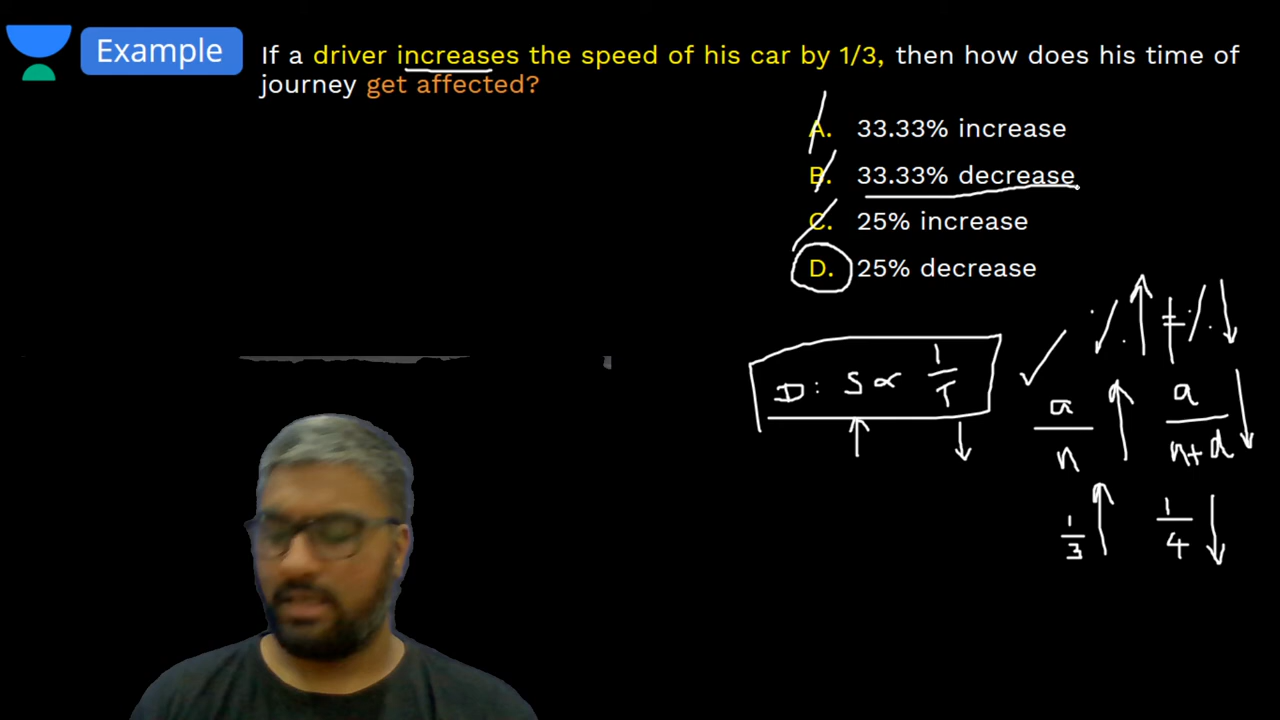 Example
If a driver increases the speed of his car by 1/3, then how does his time of
journey get affected?
A. 33.33% increase
B. 33.33% decrease
C. 25% increase
D. 25% decrease
% ↑ ≠ % ↓
D: S ∝ 1/T
↑ ↓
a/n ↑ a/n+d ↓
1/3 ↑ 1/4 ↓